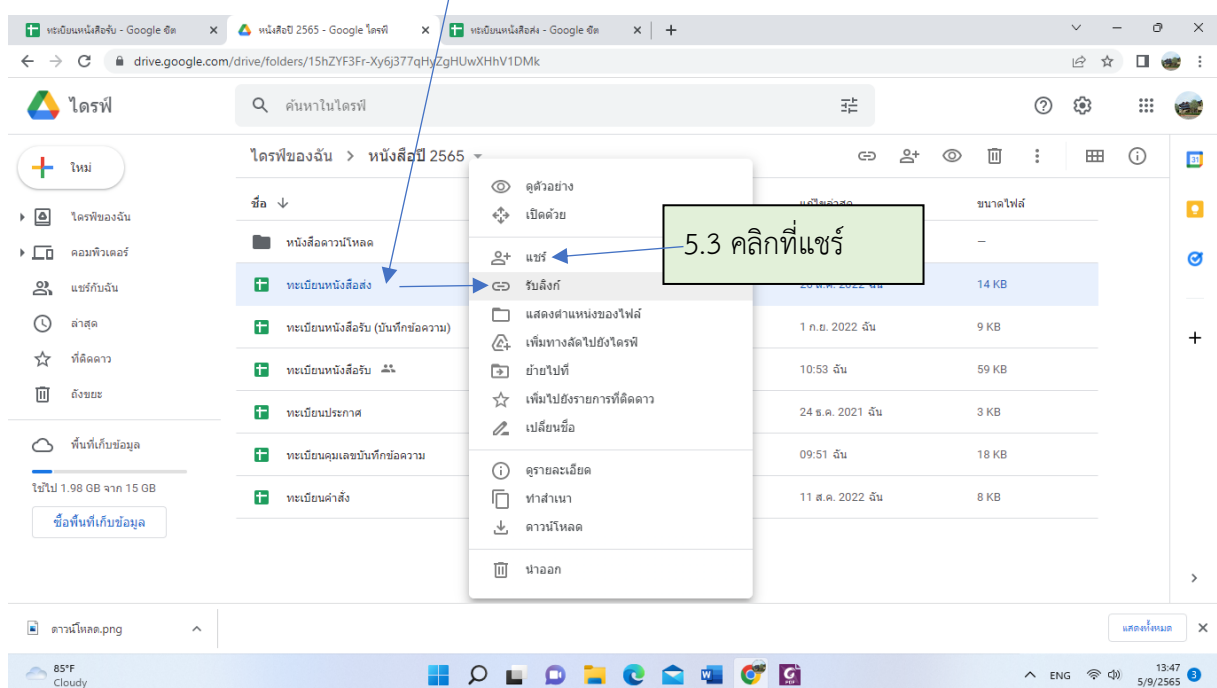 ทะเบียนหนังสือรับ - Google ชีต
หนังสือปี 2565 - Google ไดรฟ์
ทะเบียนหนังสือส่ง - Google ชีต
drive.google.com/drive/folders/15hZYF3Fr-Xy6j377qHyZgHUwXHhV1DMk
ไดรฟ์
ค้นหาในไดรฟ์
ใหม่
ไดรฟ์ของฉัน
คอมพิวเตอร์
แชร์กับฉัน
ล่าสุด
ที่ติดดาว
ถังขยะ
พื้นที่เก็บข้อมูล
ใช้ไป 1.98 GB จาก 15 GB
ซื้อพื้นที่เก็บข้อมูล
ไดรฟ์ของฉัน > หนังสือปี 2565
ชื่อ
ขนาดไฟล์
หนังสือดาวน์โหลด
–
ทะเบียนหนังสือส่ง
14 KB
ทะเบียนหนังสือรับ (บันทึกข้อความ)
1 ก.ย. 2022 ฉัน
9 KB
ทะเบียนหนังสือรับ
10:53 ฉัน
59 KB
ทะเบียนประกาศ
24 ธ.ค. 2021 ฉัน
3 KB
ทะเบียนคุมเลขบันทึกข้อความ
09:51 ฉัน
18 KB
ทะเบียนคำสั่ง
11 ส.ค. 2022 ฉัน
8 KB
ดูตัวอย่าง
เปิดด้วย
แชร์
รับลิงก์
แสดงตำแหน่งของไฟล์
เพิ่มทางลัดไปยังไดรฟ์
ย้ายไปที่
เพิ่มไปยังรายการที่ติดดาว
เปลี่ยนชื่อ
ดูรายละเอียด
ทำสำเนา
ดาวน์โหลด
นำออก
5.3 คลิกที่แชร์
31
ดาวน์โหลด.png
แสดงทั้งหมด
85°F
Cloudy
ENG
13:47
5/9/2565
3